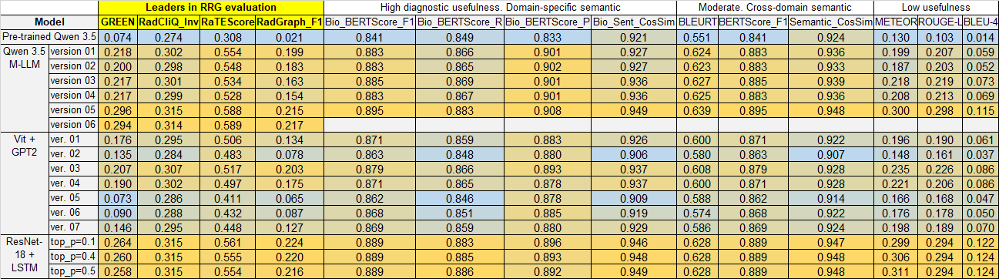 Leaders in RRG evaluation High diagnostic usefulness. Domain-specific semantic Moderate. Cross-domain semantic Low usefulness
Model GREEN RadCliQ_Inv RaTEScore RadGraph_F1 Bio_BERTScore_F1 Bio_BERTScore_R Bio_BERTScore_P Bio_Sent_CosSim BLEURT BERTScore_F1 Semantic_CosSim METEOR ROUGE-L BLEU-4
Pre-trained Qwen 3.5 0.074 0.274 0.308 0.021 0.841 0.849 0.833 0.921 0.551 0.841 0.924 0.130 0.103 0.014
Qwen 3.5 version 01 0.218 0.302 0.554 0.199 0.883 0.866 0.901 0.927 0.624 0.883 0.936 0.199 0.207 0.059
M-LLM version 02 0.200 0.298 0.548 0.183 0.883 0.865 0.902 0.927 0.623 0.883 0.933 0.187 0.203 0.052
version 03 0.217 0.301 0.534 0.163 0.885 0.869 0.901 0.936 0.627 0.885 0.939 0.218 0.219 0.073
version 04 0.217 0.299 0.528 0.154 0.883 0.867 0.901 0.936 0.625 0.883 0.936 0.208 0.213 0.069
version 05 0.296 0.315 0.588 0.215 0.895 0.883 0.908 0.949 0.639 0.895 0.948 0.300 0.298 0.115
version 06 0.294 0.314 0.589 0.217
Vit + ver. 01 0.176 0.295 0.506 0.134 0.871 0.859 0.883 0.926 0.600 0.871 0.922 0.196 0.190 0.061
GPT2 ver. 02 0.135 0.284 0.483 0.078 0.863 0.848 0.880 0.906 0.580 0.863 0.907 0.148 0.161 0.037
ver. 03 0.207 0.307 0.517 0.203 0.879 0.866 0.893 0.936 0.608 0.879 0.928 0.235 0.226 0.086
ver. 04 0.190 0.302 0.497 0.175 0.871 0.865 0.878 0.937 0.600 0.871 0.928 0.221 0.206 0.086
ver. 05 0.073 0.286 0.411 0.065 0.862 0.846 0.878 0.909 0.588 0.862 0.914 0.166 0.168 0.047
ver. 06 0.090 0.288 0.432 0.087 0.868 0.851 0.885 0.919 0.574 0.868 0.922 0.176 0.178 0.050
ver. 07 0.146 0.295 0.448 0.127 0.869 0.859 0.880 0.929 0.586 0.869 0.924 0.198 0.189 0.070
ResNet- top_p=0.1 0.264 0.315 0.561 0.224 0.889 0.883 0.896 0.946 0.628 0.889 0.947 0.299 0.294 0.122
18 + top_p=0.4 0.260 0.315 0.555 0.220 0.889 0.885 0.893 0.948 0.628 0.889 0.948 0.306 0.294 0.124
LSTM top_p=0.5 0.258 0.315 0.554 0.216 0.889 0.886 0.892 0.949 0.628 0.889 0.948 0.311 0.294 0.124